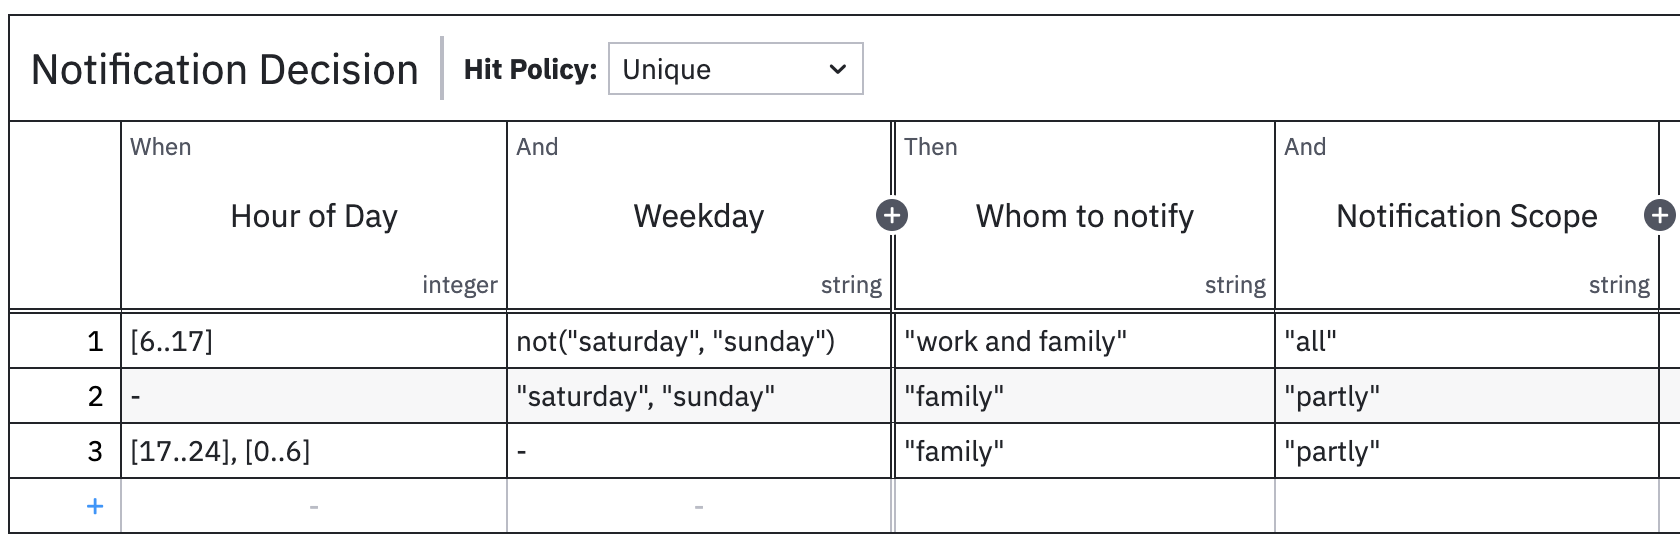 Notification Decision Hit Policy: Unique
When And Then And
Hour of Day Weekday Whom to notify Notification Scope
integer string string string
1 [6..17] not("saturday", "sunday") "work and family" "all"
2 - "saturday", "sunday" "family" "partly"
3 [17..24], [0..6] - "family" "partly"
+ - -